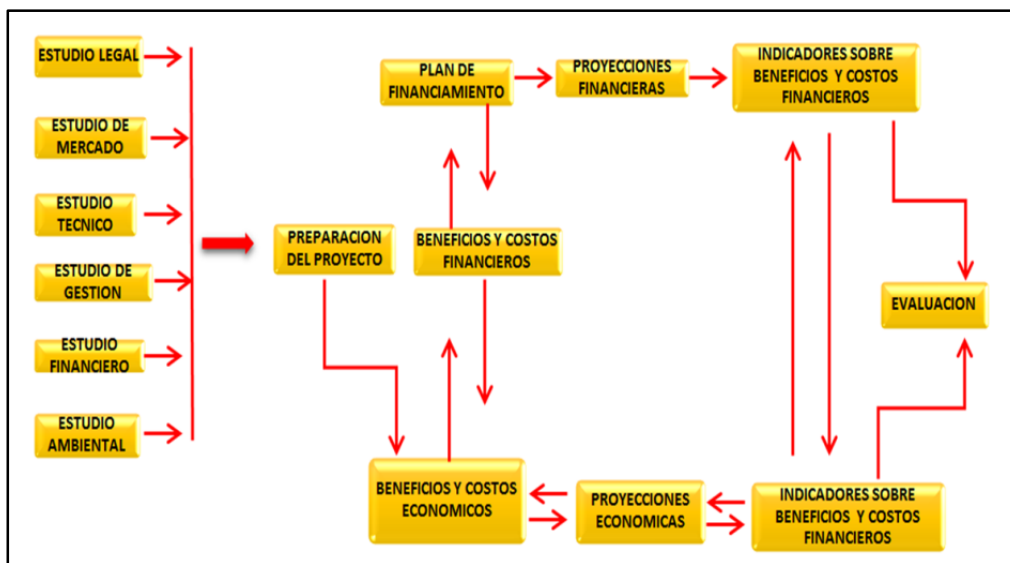 ESTUDIO LEGAL
ESTUDIO DE
MERCADO
ESTUDIO
TECNICO
ESTUDIO DE
GESTION
ESTUDIO
FINANCIERO
ESTUDIO
AMBIENTAL
PREPARACION
DEL PROYECTO
PLAN DE
FINANCIAMIENTO
PROYECCIONES
FINANCIERAS
INDICADORES SOBRE
BENEFICIOS Y COSTOS
FINANCIEROS
BENEFICIOS Y COSTOS
FINANCIEROS
EVALUACION
BENEFICIOS Y COSTOS
ECONOMICOS
PROYECCIONES
ECONOMICAS
INDICADORES SOBRE
BENEFICIOS Y COSTOS
FINANCIEROS